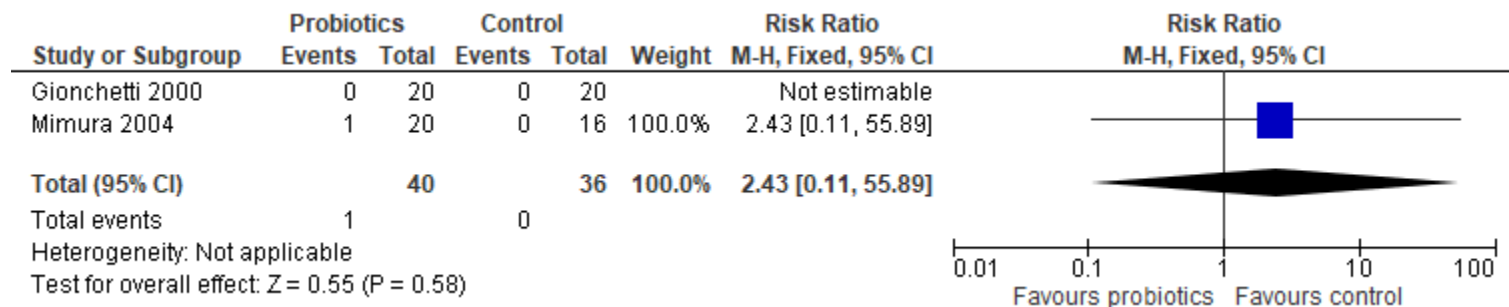 Probiotics Control Risk Ratio Risk Ratio
Study or Subgroup Events Total Events Total Weight M-H, Fixed, 95% CI M-H, Fixed, 95% CI
Gionchetti 2000 0 20 0 20 Not estimable
Mimura 2004 1 20 0 16 100.0% 2.43 [0.11, 55.89]
Total (95% CI) 40 36 100.0% 2.43 [0.11, 55.89]
Total events 1 0
Heterogeneity: Not applicable
Test for overall effect: Z = 0.55 (P = 0.58)
0.01 0.1 1 10 100
Favours probiotics Favours control